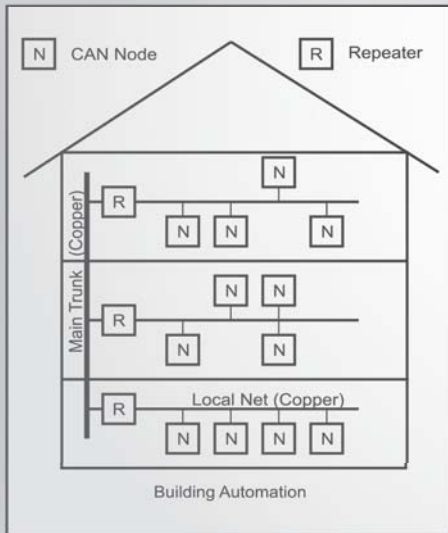 N CAN Node
R Repeater
N
R
N N N
Main Trunk (Copper)
N N
R
N N
Local Net (Copper)
R
N N N N
Building Automation